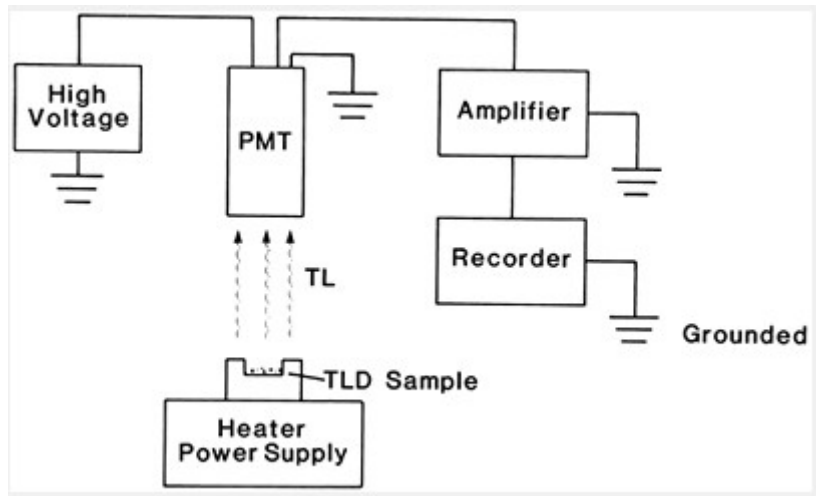 High
Voltage
PMT
Amplifier
Recorder
TL
Grounded
TLD Sample
Heater
Power Supply